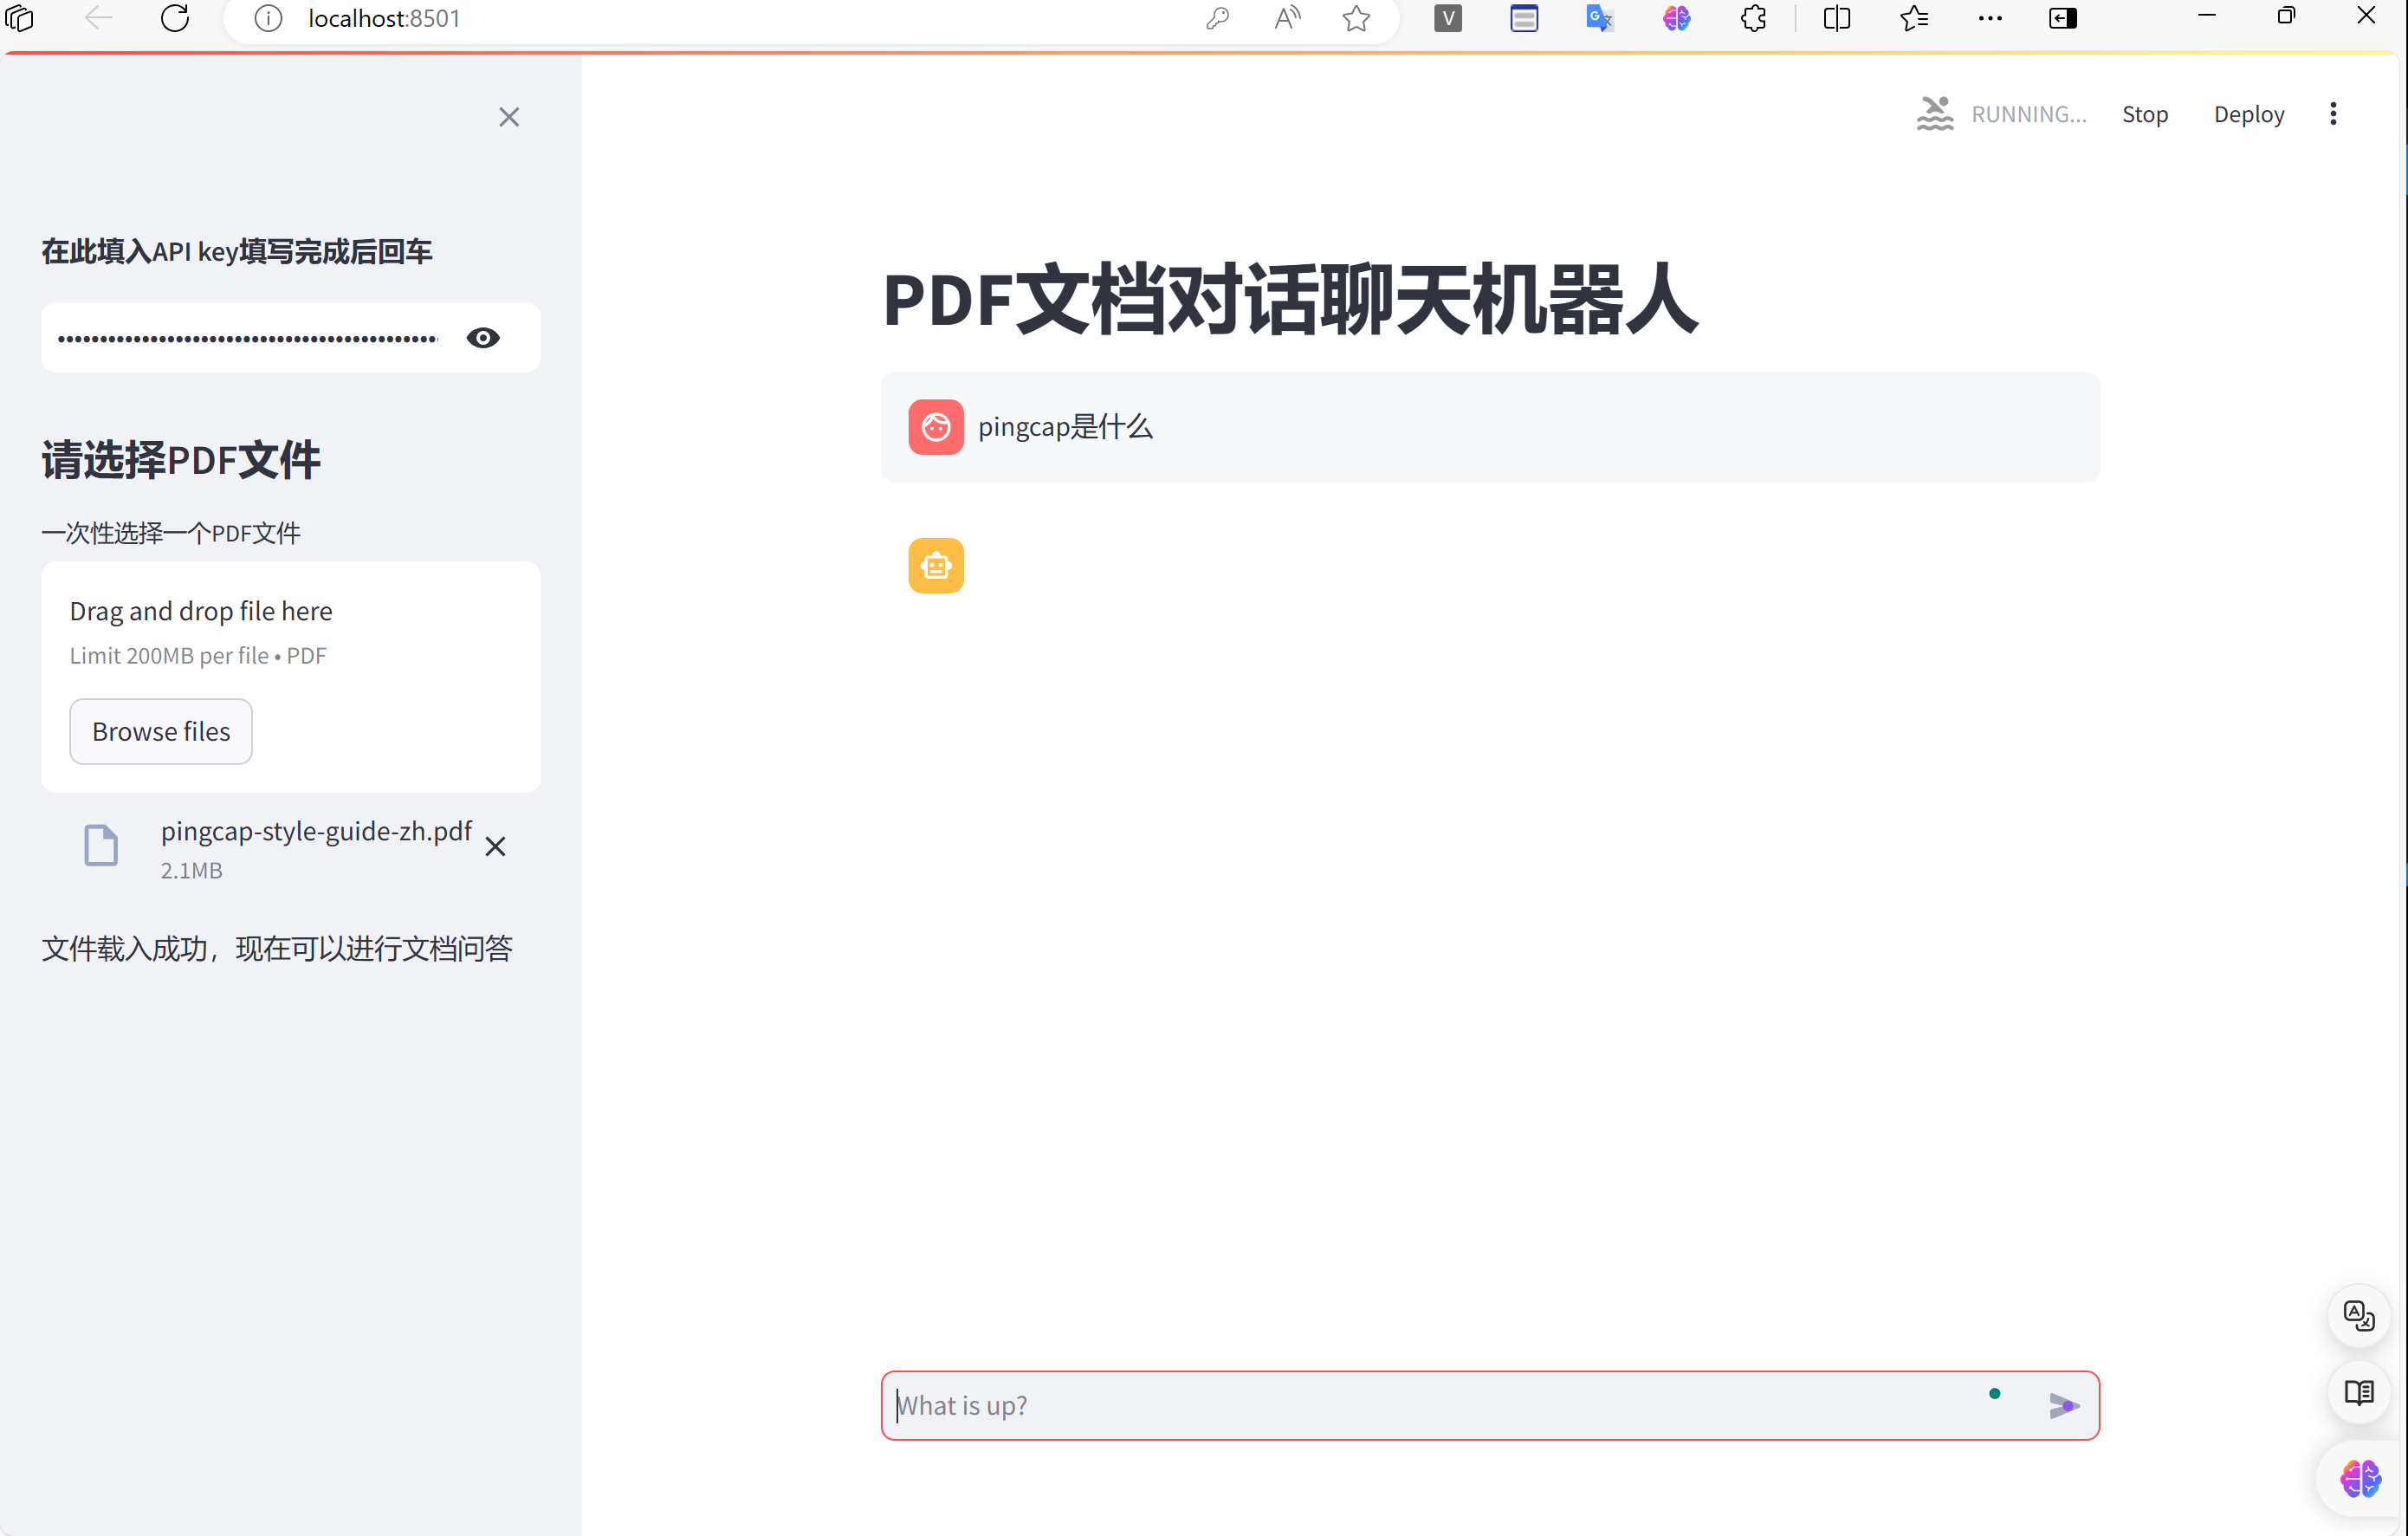 localhost:8501
RUNNING...
Stop
Deploy
在此填入API key填写完成后回车
••••••••••••••••••••••••••••••••••••••••••••••
请选择PDF文件
一次性选择一个PDF文件
Drag and drop file here
Limit 200MB per file • PDF
Browse files
pingcap-style-guide-zh.pdf
2.1MB
文件载入成功，现在可以进行文档问答
PDF文档对话聊天机器人
pingcap是什么
What is up?